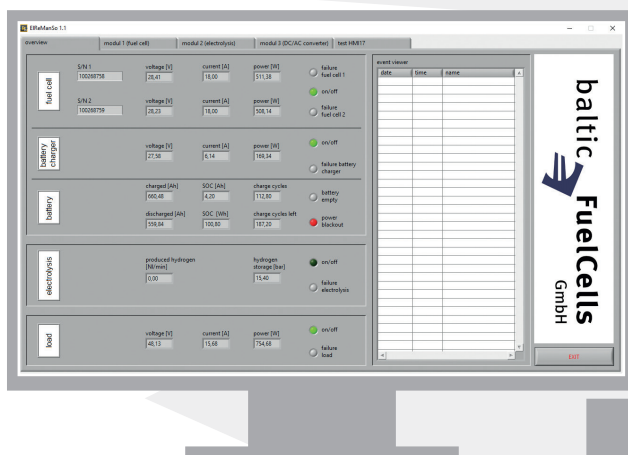 ElReManSo 1.1
overview modul 1 (fuel cell) modul 2 (electrolysis) modul 3 (DC/AC converter) test HMI17
fuel cell
S/N 1 voltage [V] current [A] power [W]
100268758 28,41 18,00 511,38
failure
fuel cell 1
on/off
S/N 2 voltage [V] current [A] power [W]
100268759 28,23 18,00 508,14
failure
fuel cell 2
battery
charger
voltage [V] current [A] power [W]
27,58 6,14 169,34
on/off
failure battery
charger
battery
charged [Ah] SOC [Ah] charge cycles
660,48 4,20 112,80
battery
empty
discharged [Ah] SOC [Wh] charge cycles left
559,84 100,80 187,20
power
blackout
electrolysis
produced hydrogen
[Nl/min]
0,00
hydrogen
storage [bar]
15,40
on/off
failure
electrolysis
load
voltage [V] current [A] power [W]
48,13 15,68 754,68
on/off
failure
load
event viewer
date time name
baltic FuelCells
GmbH
EXIT